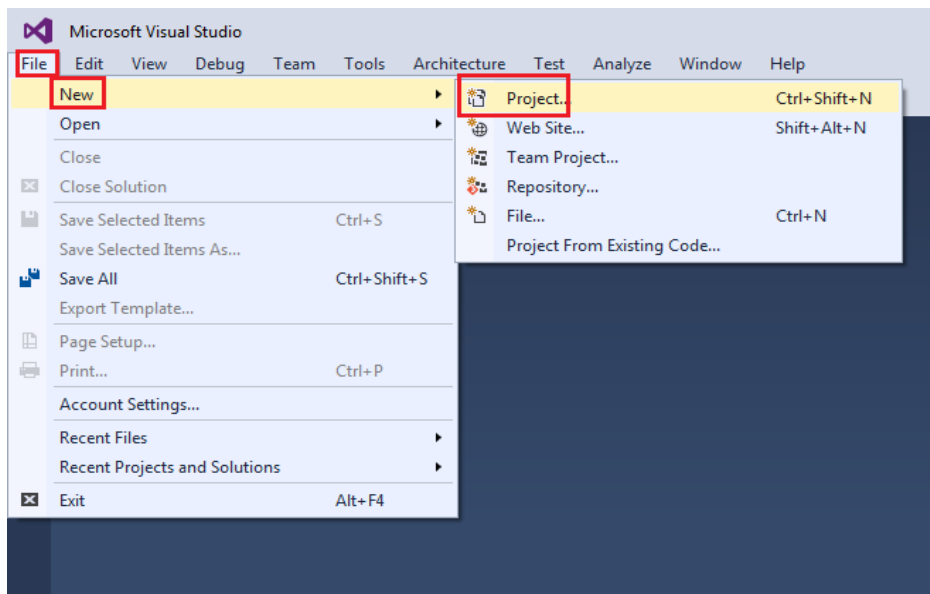 Microsoft Visual Studio
File Edit View Debug Team Tools Architecture Test Analyze Window Help
New
Open
Close
Close Solution
Save Selected Items Ctrl+S
Save Selected Items As...
Save All Ctrl+Shift+S
Export Template...
Page Setup...
Print... Ctrl+P
Account Settings...
Recent Files
Recent Projects and Solutions
Exit Alt+F4
Project... Ctrl+Shift+N
Web Site... Shift+Alt+N
Team Project...
Repository...
File... Ctrl+N
Project From Existing Code...